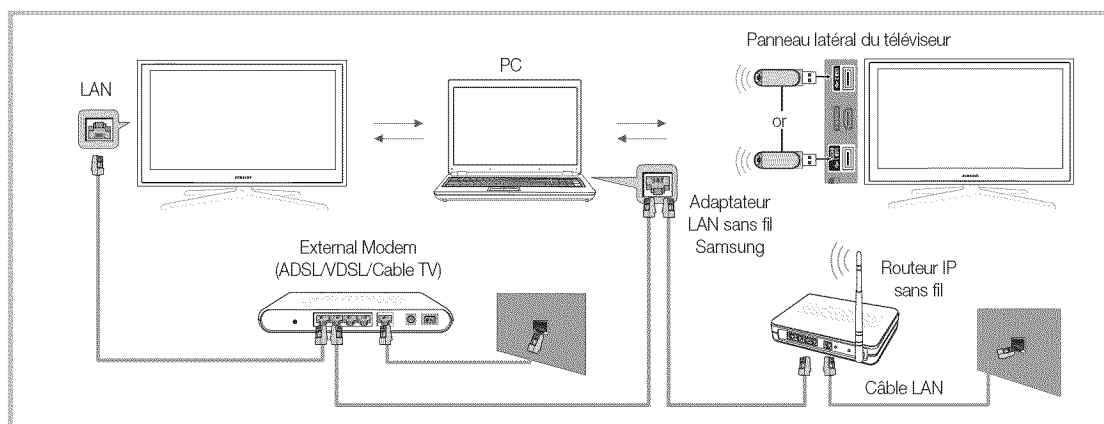 Panneau latéral du téléviseur
PC
LAN
or
Adaptateur
LAN sans fil
Samsung
External Modem
(ADSL/VDSL/Cable TV)
Routeur IP
sans fil
Câble LAN